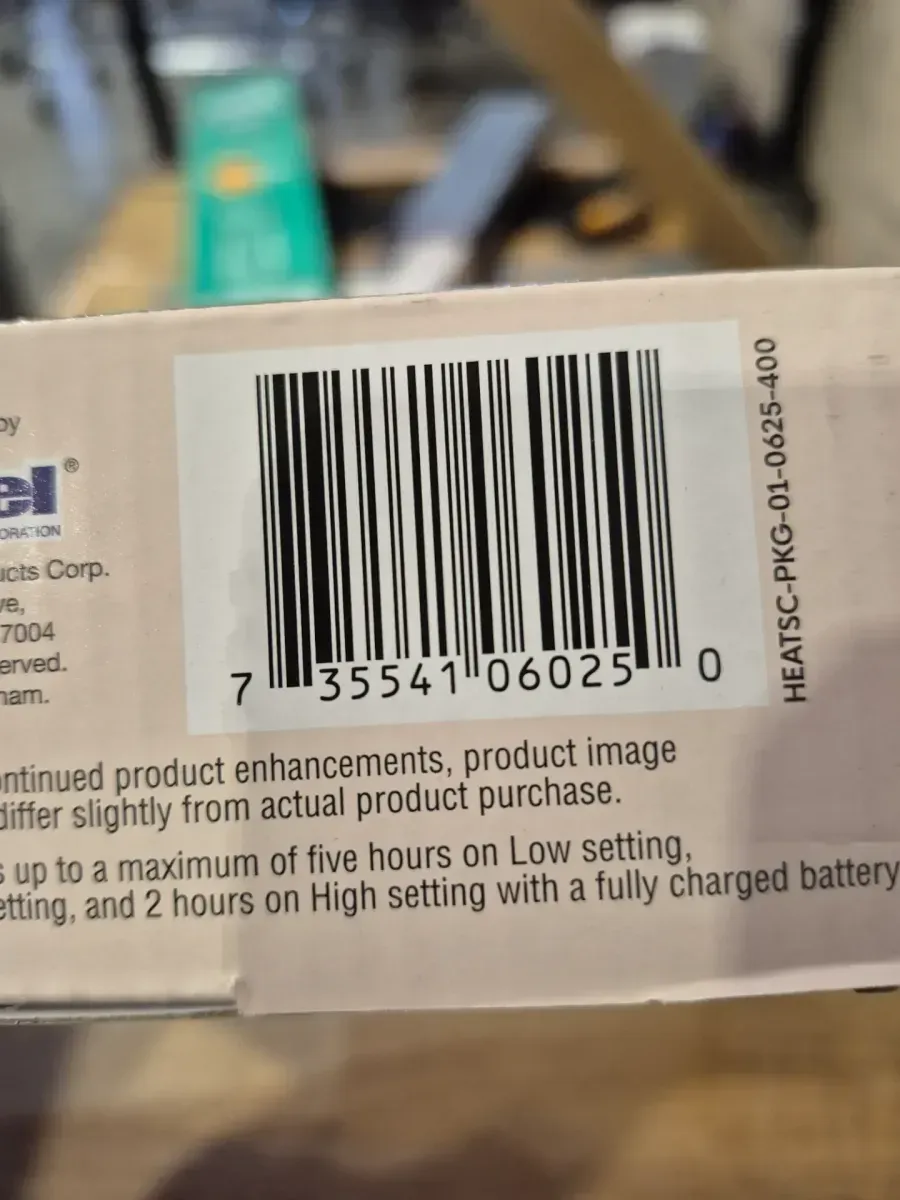 by
el®
ORATION
ucts Corp.
ve,
7004
erved.
ham.
7 35541 06025 0
HEATSC-PKG-01-0625-400
ontinued product enhancements, product image
differ slightly from actual product purchase.
s up to a maximum of five hours on Low setting,
etting, and 2 hours on High setting with a fully charged battery